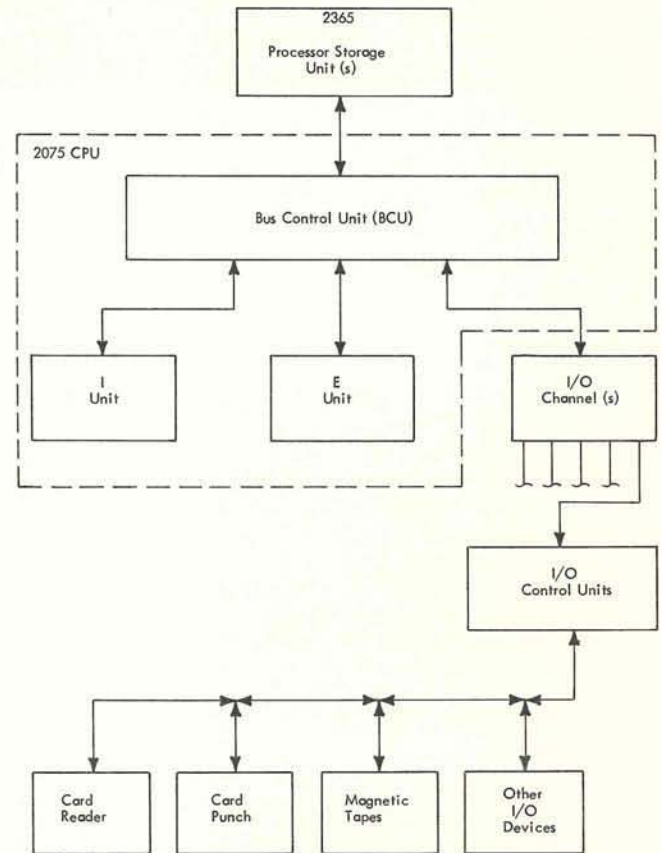 2365
Processor Storage
Unit (s)
2075 CPU
Bus Control Unit (BCU)
I
Unit
E
Unit
I/O
Channel (s)
I/O
Control Units
Card
Reader
Card
Punch
Magnetic
Tapes
Other
I/O
Devices